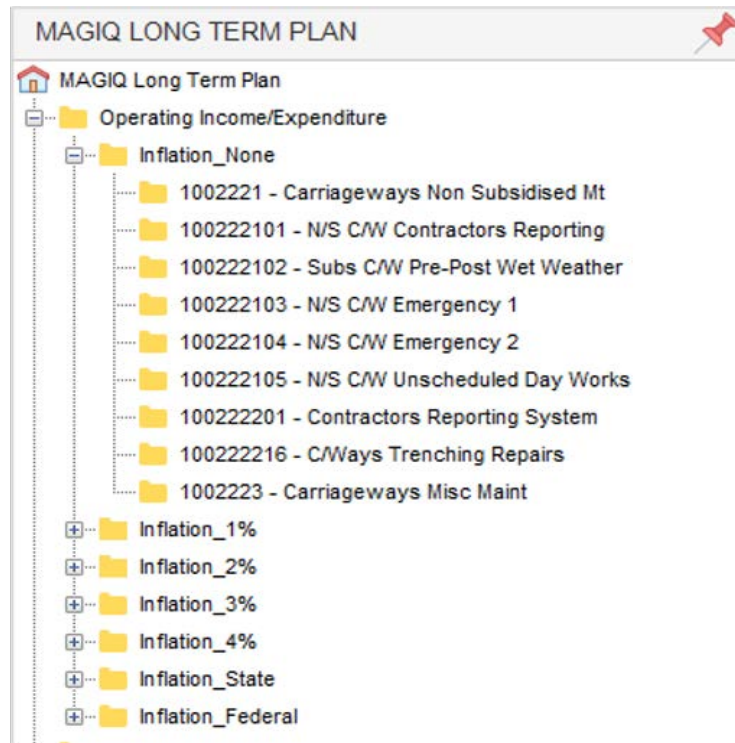 MAGIQ LONG TERM PLAN
MAGIQ Long Term Plan
Operating Income/Expenditure
Inflation_None
1002221 - Carriageways Non Subsidised Mt
100222101 - N/S C/W Contractors Reporting
100222102 - Subs C/W Pre-Post Wet Weather
100222103 - N/S C/W Emergency 1
100222104 - N/S C/W Emergency 2
100222105 - N/S C/W Unscheduled Day Works
100222201 - Contractors Reporting System
100222216 - C/Ways Trenching Repairs
1002223 - Carriageways Misc Maint
Inflation_1%
Inflation_2%
Inflation_3%
Inflation_4%
Inflation_State
Inflation_Federal